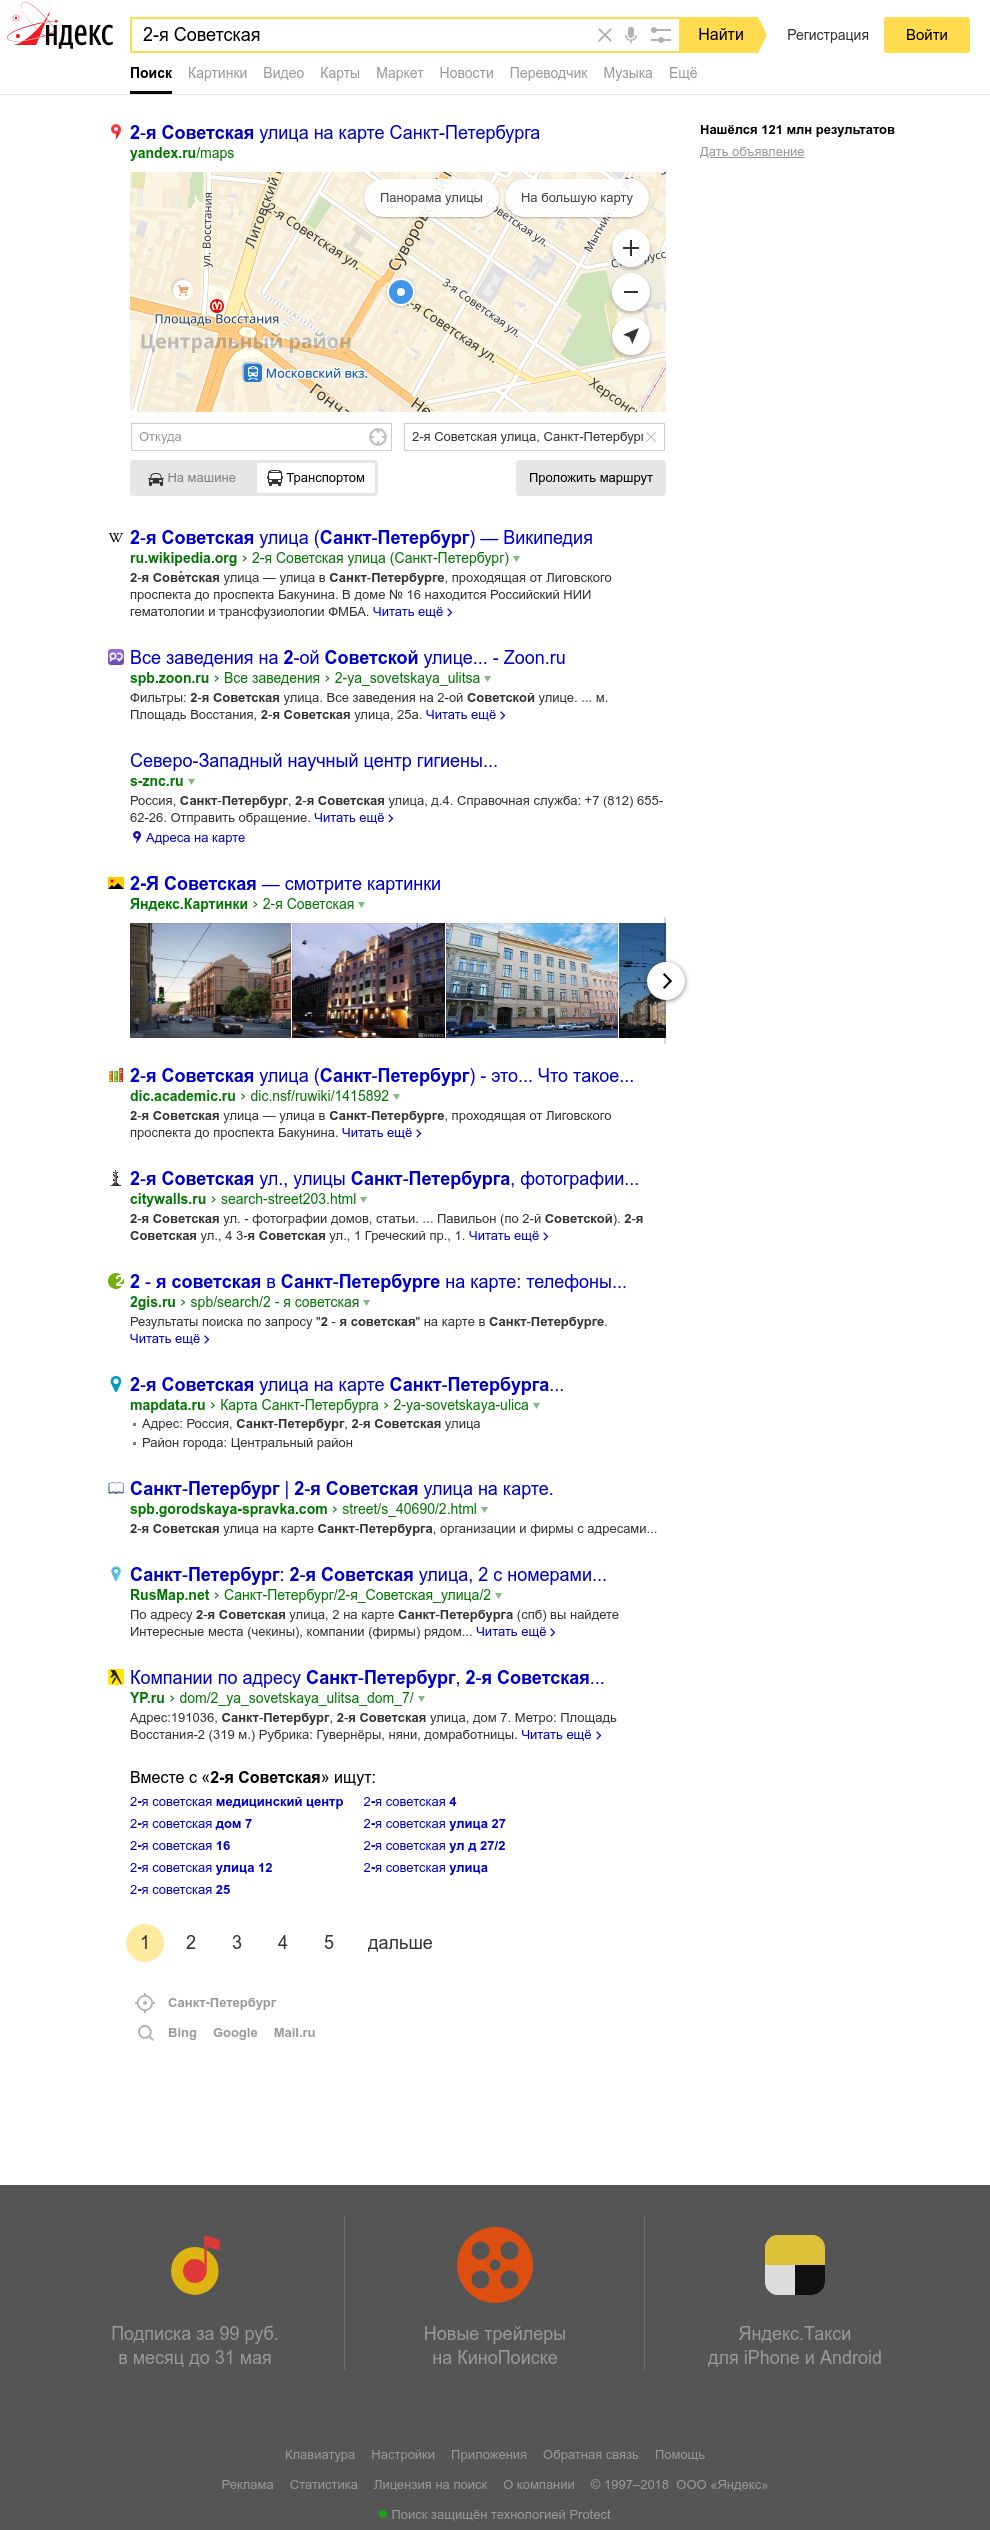 Яндекс
2-я Советская
Найти
Регистрация
Войти
Поиск Картинки Видео Карты Маркет Новости Переводчик Музыка Ещё
2-я Советская улица на карте Санкт-Петербурга
yandex.ru/maps
Нашёлся 121 млн результатов
Дать объявление
Панорама улицы
На большую карту
ул. Восстания
Лиговский
2-я Советская ул.
Суворовс
Советская ул.
Мытни
3-я Советская ул.
-я Советская ул.
Площадь Восстания
Центральный район
Московский вкз.
Гонча
Не
Херсонс
Откуда
2-я Советская улица, Санкт-Петербург
На машине
Транспортом
Проложить маршрут
2-я Советская улица (Санкт-Петербург) — Википедия
ru.wikipedia.org › 2-я Советская улица (Санкт-Петербург)
2-я Сове́тская улица — улица в Санкт-Петербурге, проходящая от Лиговского
проспекта до проспекта Бакунина. В доме № 16 находится Российский НИИ
гематологии и трансфузиологии ФМБА. Читать ещё ›
Все заведения на 2-ой Советской улице... - Zoon.ru
spb.zoon.ru › Все заведения › 2-ya_sovetskaya_ulitsa
Фильтры: 2-я Советская улица. Все заведения на 2-ой Советской улице. ... м.
Площадь Восстания, 2-я Советская улица, 25а. Читать ещё ›
Северо-Западный научный центр гигиены...
s-znc.ru
Россия, Санкт-Петербург, 2-я Советская улица, д.4. Справочная служба: +7 (812) 655-
62-26. Отправить обращение. Читать ещё ›
Адреса на карте
2-Я Советская — смотрите картинки
Яндекс.Картинки › 2-я Советская
2-я Советская улица (Санкт-Петербург) - это... Что такое...
dic.academic.ru › dic.nsf/ruwiki/1415892
2-я Советская улица — улица в Санкт-Петербурге, проходящая от Лиговского
проспекта до проспекта Бакунина. Читать ещё ›
2-я Советская ул., улицы Санкт-Петербурга, фотографии...
citywalls.ru › search-street203.html
2-я Советская ул. - фотографии домов, статьи. ... Павильон (по 2-й Советской). 2-я
Советская ул., 4 3-я Советская ул., 1 Греческий пр., 1. Читать ещё ›
2 - я советская в Санкт-Петербурге на карте: телефоны...
2gis.ru › spb/search/2 - я советская
Результаты поиска по запросу "2 - я советская" на карте в Санкт-Петербурге.
Читать ещё ›
2-я Советская улица на карте Санкт-Петербурга...
mapdata.ru › Карта Санкт-Петербурга › 2-ya-sovetskaya-ulica
▪ Адрес: Россия, Санкт-Петербург, 2-я Советская улица
▪ Район города: Центральный район
Санкт-Петербург | 2-я Советская улица на карте.
spb.gorodskaya-spravka.com › street/s_40690/2.html
2-я Советская улица на карте Санкт-Петербурга, организации и фирмы с адресами...
Санкт-Петербург: 2-я Советская улица, 2 с номерами...
RusMap.net › Санкт-Петербург/2-я_Советская_улица/2
По адресу 2-я Советская улица, 2 на карте Санкт-Петербурга (спб) вы найдете
Интересные места (чекины), компании (фирмы) рядом... Читать ещё ›
Компании по адресу Санкт-Петербург, 2-я Советская...
YP.ru › dom/2_ya_sovetskaya_ulitsa_dom_7/
Адрес:191036, Санкт-Петербург, 2-я Советская улица, дом 7. Метро: Площадь
Восстания-2 (319 м.) Рубрика: Гувернёры, няни, домработницы. Читать ещё ›
Вместе с «2-я Советская» ищут:
2-я советская медицинский центр 2-я советская 4
2-я советская дом 7 2-я советская улица 27
2-я советская 16 2-я советская ул д 27/2
2-я советская улица 12 2-я советская улица
2-я советская 25
1 2 3 4 5 дальше
Санкт-Петербург
Bing Google Mail.ru
Подписка за 99 руб.
в месяц до 31 мая
Новые трейлеры
на КиноПоиске
Яндекс.Такси
для iPhone и Android
Клавиатура Настройки Приложения Обратная связь Помощь
Реклама Статистика Лицензия на поиск О компании © 1997–2018 ООО «Яндекс»
Поиск защищён технологией Protect